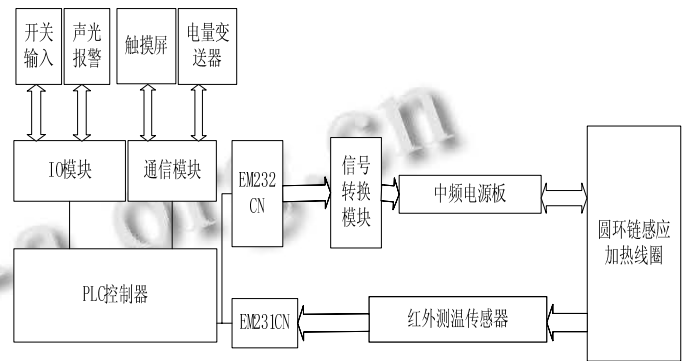 开关
输入
声光
报警
触摸屏
电量变
送器
IO模块
通信模块
EM232
CN
信号
转换
模块
中频电源板
圆环链感应
加热线圈
PLC控制器
EM231CN
红外测温传感器